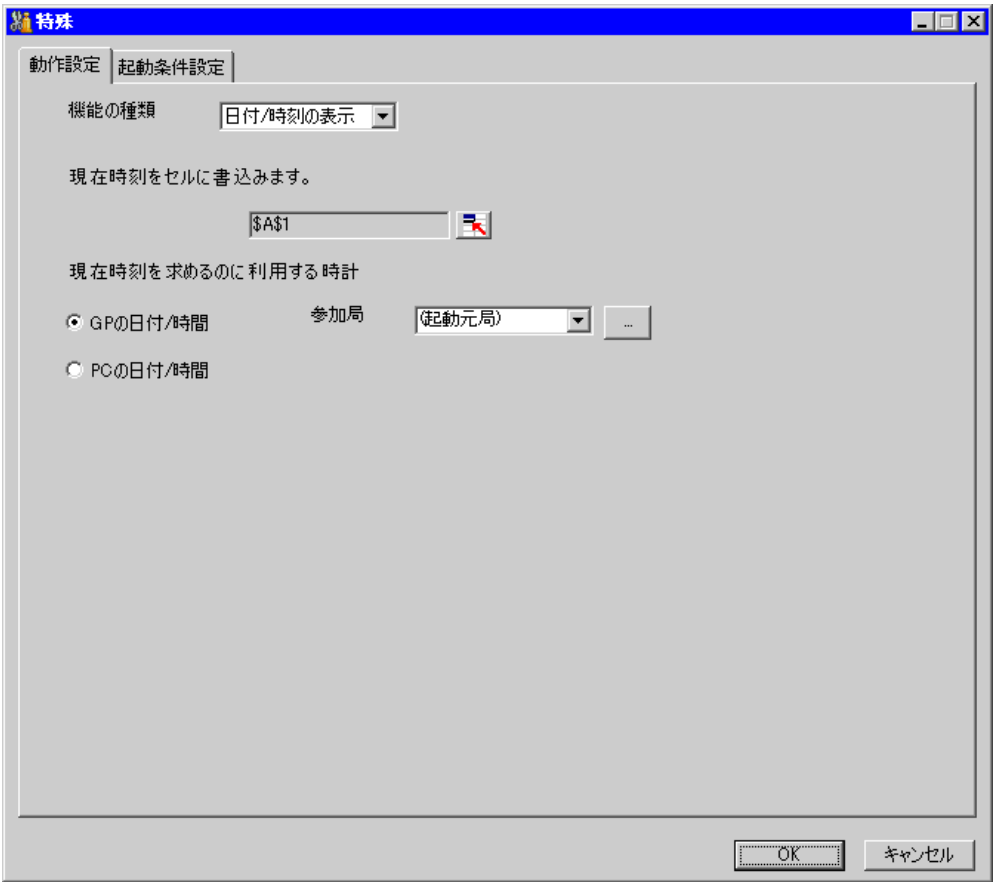 特殊
動作設定 起動条件設定
機能の種類 日付/時刻の表示
現在時刻をセルに書込みます。
$A$1
現在時刻を求めるのに利用する時計
GPの日付/時間 参加局 (起動元局) ...
PCの日付/時間
OK キャンセル